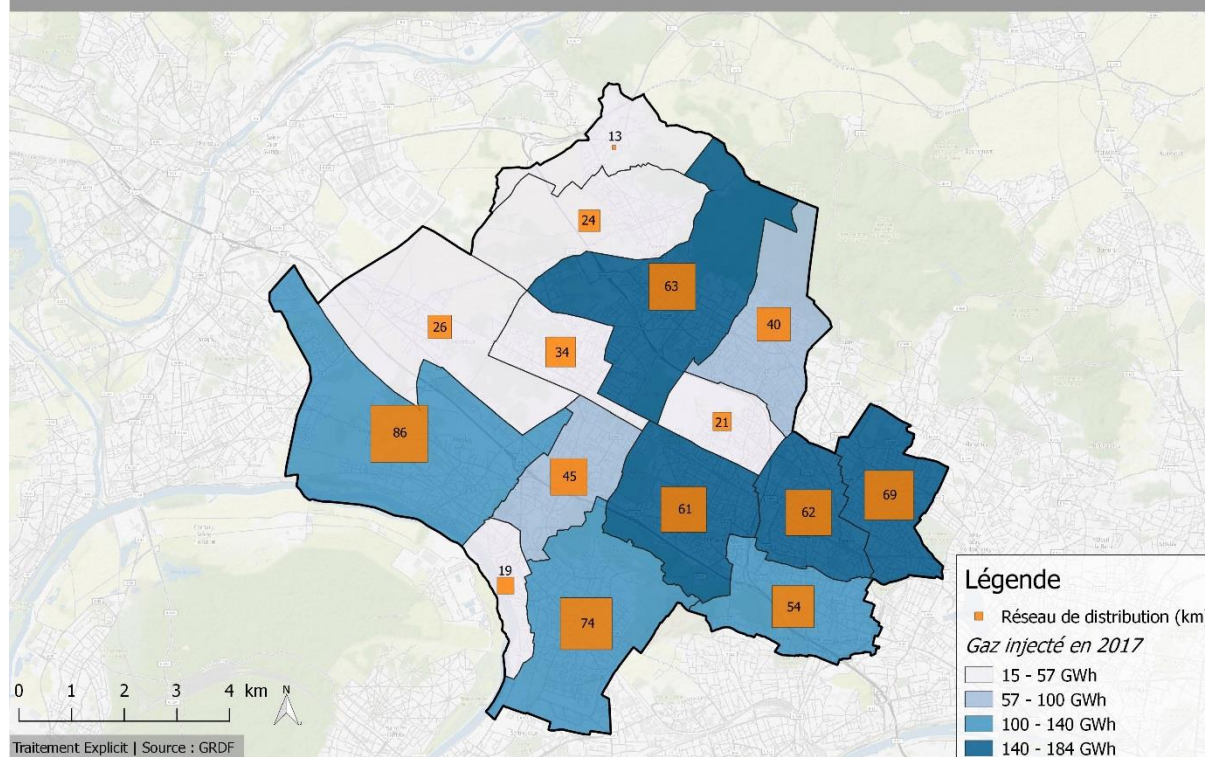 13
24
63
40
26
34
21
86
45
61
62
69
19
74
54
0 1 2 3 4 km
N
Traitement Explicit | Source : GRDF
Légende
Réseau de distribution (km
Gaz injecté en 2017
15 - 57 GWh
57 - 100 GWh
100 - 140 GWh
140 - 184 GWh